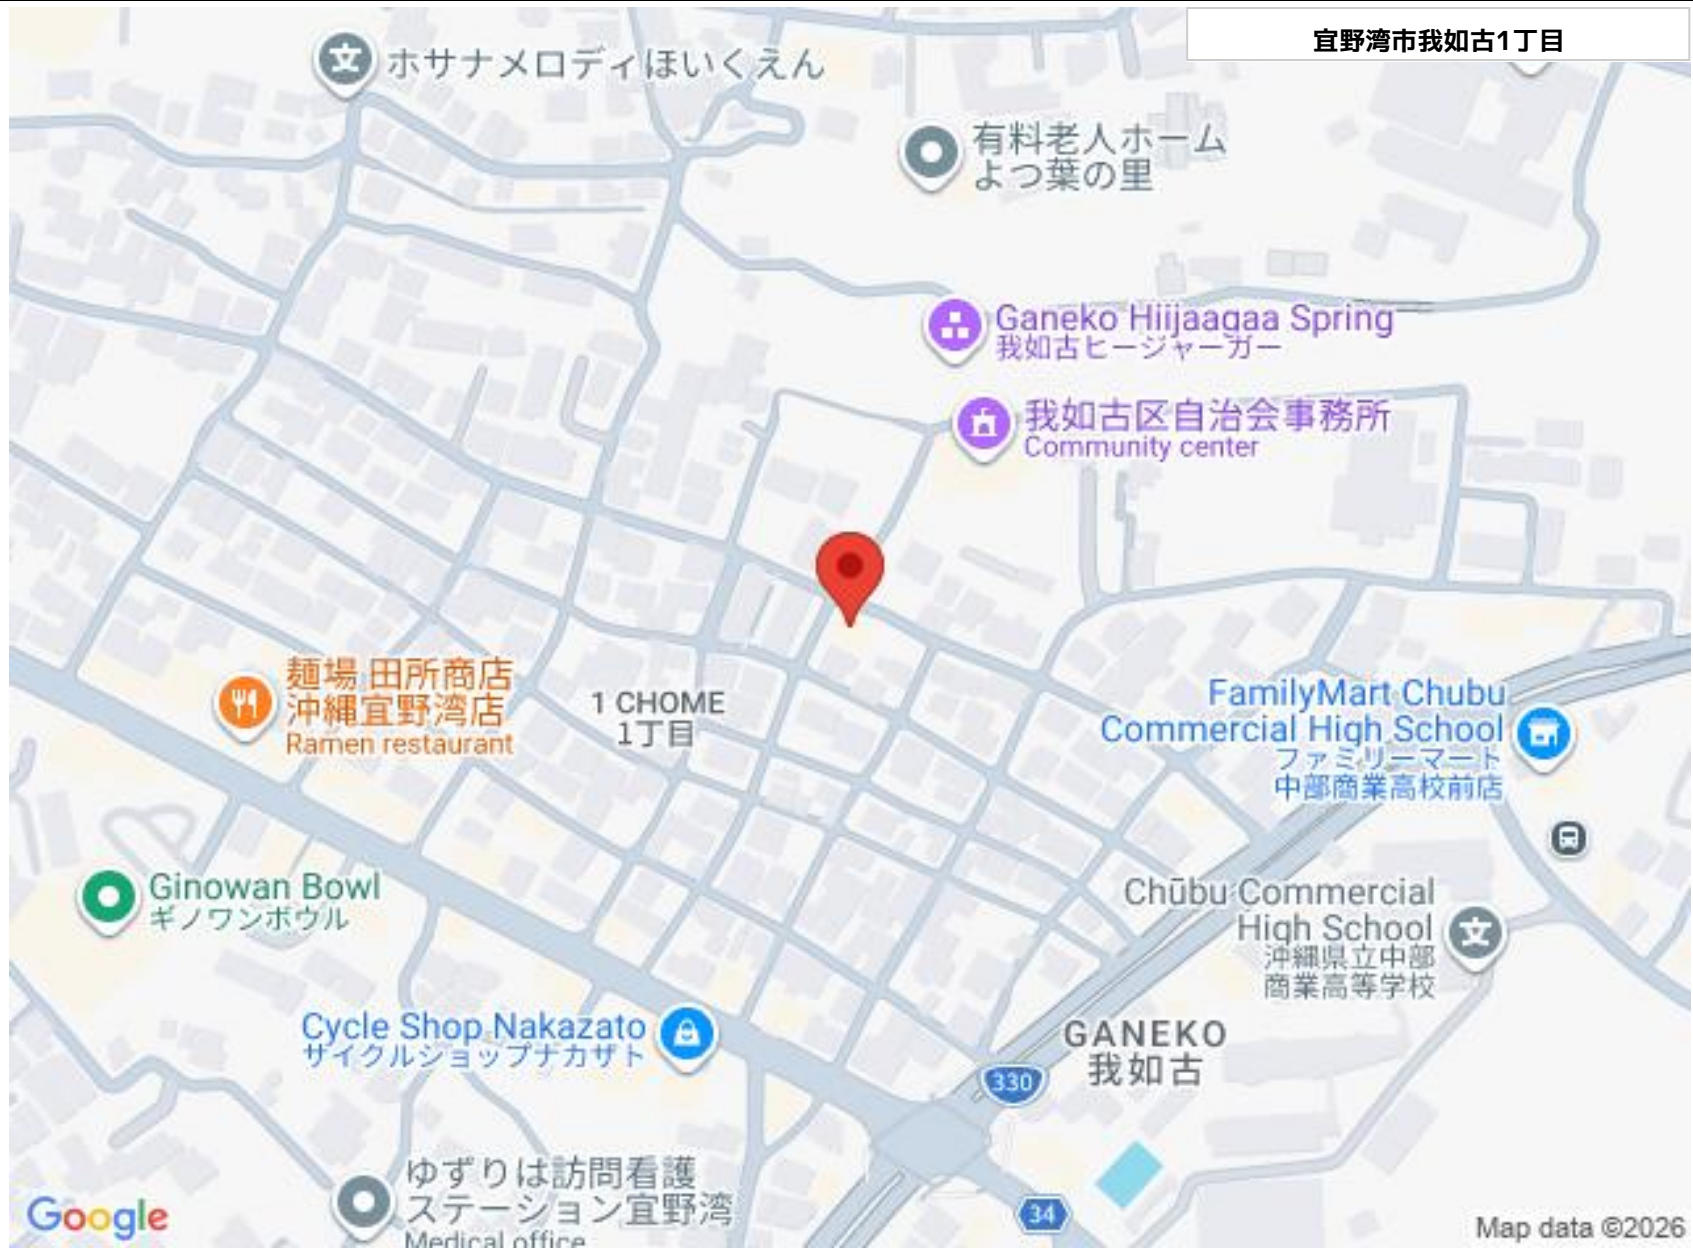 宜野湾市我如古1丁目
ホサナメロディほいくえん
有料老人ホーム
よつ葉の里
Ganeko Hiijaagaa Spring
我如古ヒージャーガー
我如古区自治会事務所
Community center
麺場 田所商店
沖縄宜野湾店
Ramen restaurant
1 CHOME
1丁目
FamilyMart Chubu
Commercial High School
ファミリーマート
中部商業高校前店
Ginowan Bowl
ギノワンボウル
Chūbu Commercial
High School
沖縄県立中部
商業高等学校
Cycle Shop Nakazato
サイクルショップナカザト
GANEKO
我如古
330
ゆずりは訪問看護
ステーション宜野湾
Medical office
34
Google
Map data ©2026